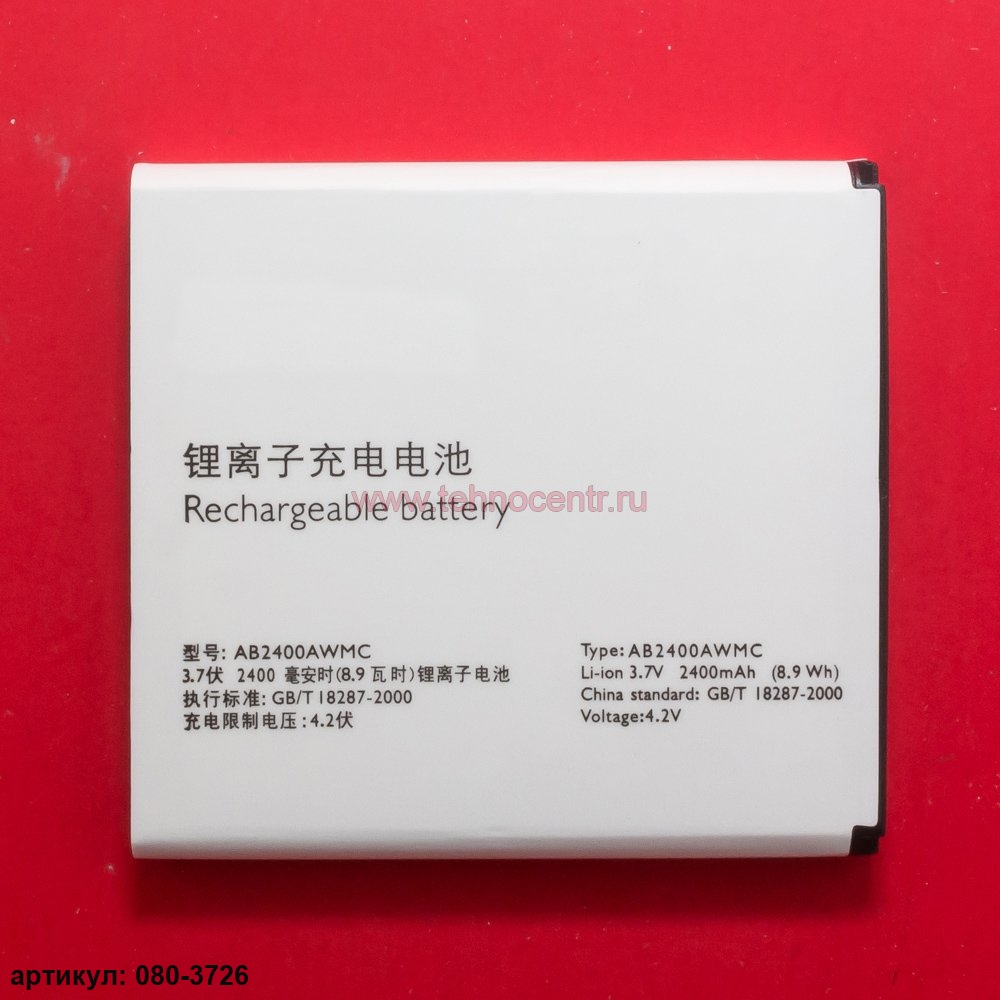 锂离子充电电池
Rechargeable battery
www.tehnocentr.ru
型号: AB2400AWMC
3.7伏 2400 毫安时(8.9 瓦时)锂离子电池
执行标准: GB/T 18287-2000
充电限制电压:4.2伏
Type: AB2400AWMC
Li-ion 3.7V 2400mAh (8.9 Wh)
China standard: GB/T 18287-2000
Voltage:4.2V
артикул: 080-3726